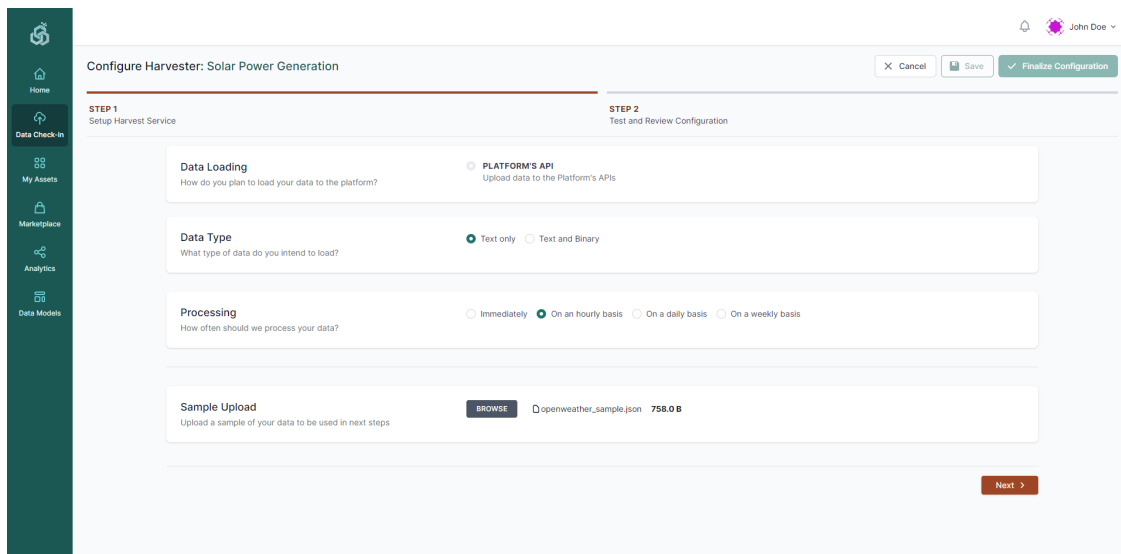 John Doe
Home
Data Check-in
My Assets
Marketplace
Analytics
Data Models
Configure Harvester: Solar Power Generation
Cancel
Save
Finalize Configuration
STEP 1
Setup Harvest Service
STEP 2
Test and Review Configuration
Data Loading
How do you plan to load your data to the platform?
PLATFORM'S API
Upload data to the Platform's APIs
Data Type
What type of data do you intend to load?
Text only
Text and Binary
Processing
How often should we process your data?
Immediately
On an hourly basis
On a daily basis
On a weekly basis
Sample Upload
Upload a sample of your data to be used in next steps
BROWSE
openweather_sample.json 758.0 B
Next